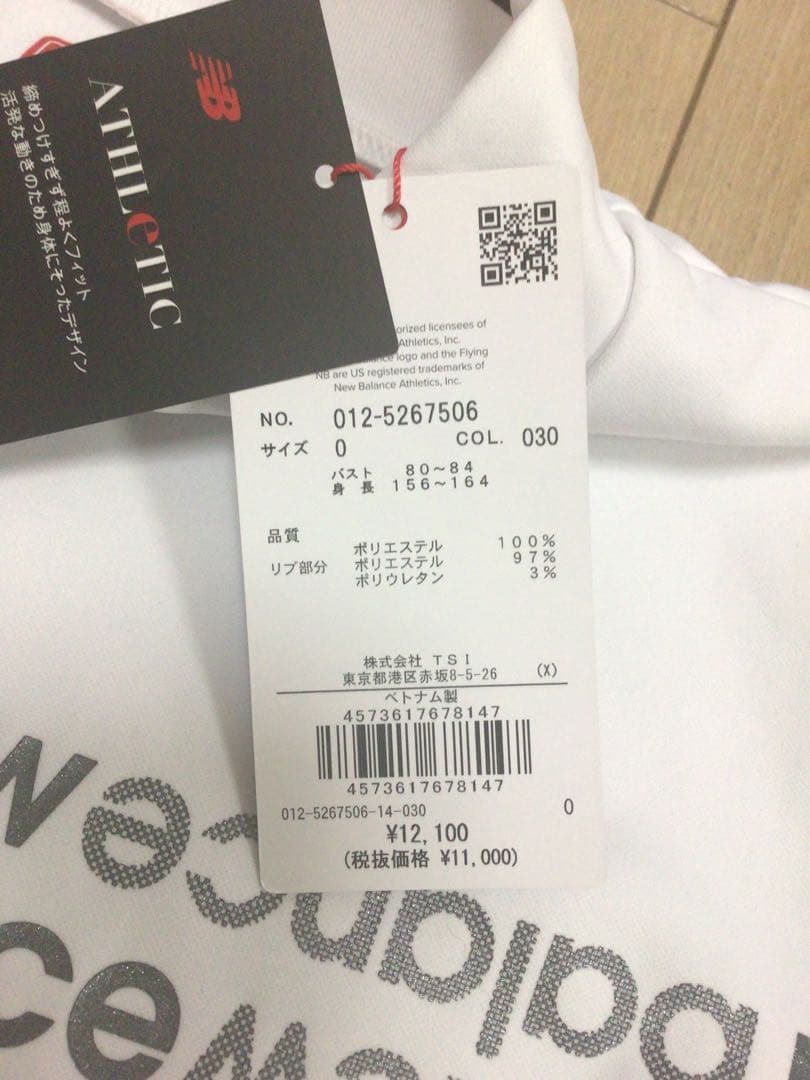 NB
ATHLeTIC
締めつけすぎず程よくフィット
活発な動きのため身体にそったデザイン
licensees of
Athletics, Inc.
logo and the Flying
NB are US registered trademarks of
New Balance Athletics, Inc.
NO. 012-5267506
サイズ 0 COL. 030
バスト 80~84
身長 156~164
品質
ポリエステル 100%
リブ部分 ポリエステル 97%
ポリウレタン 3%
株式会社 TSI
東京都港区赤坂8-5-26 (X)
ベトナム製
4573617678147
4573617678147
012-5267506-14-030 0
¥12,100
(税抜価格 ¥11,000)
balance